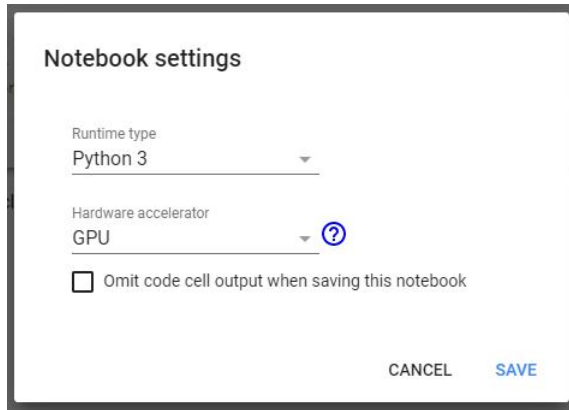 Notebook settings
Runtime type
Python 3
Hardware accelerator
GPU
Omit code cell output when saving this notebook
CANCEL SAVE